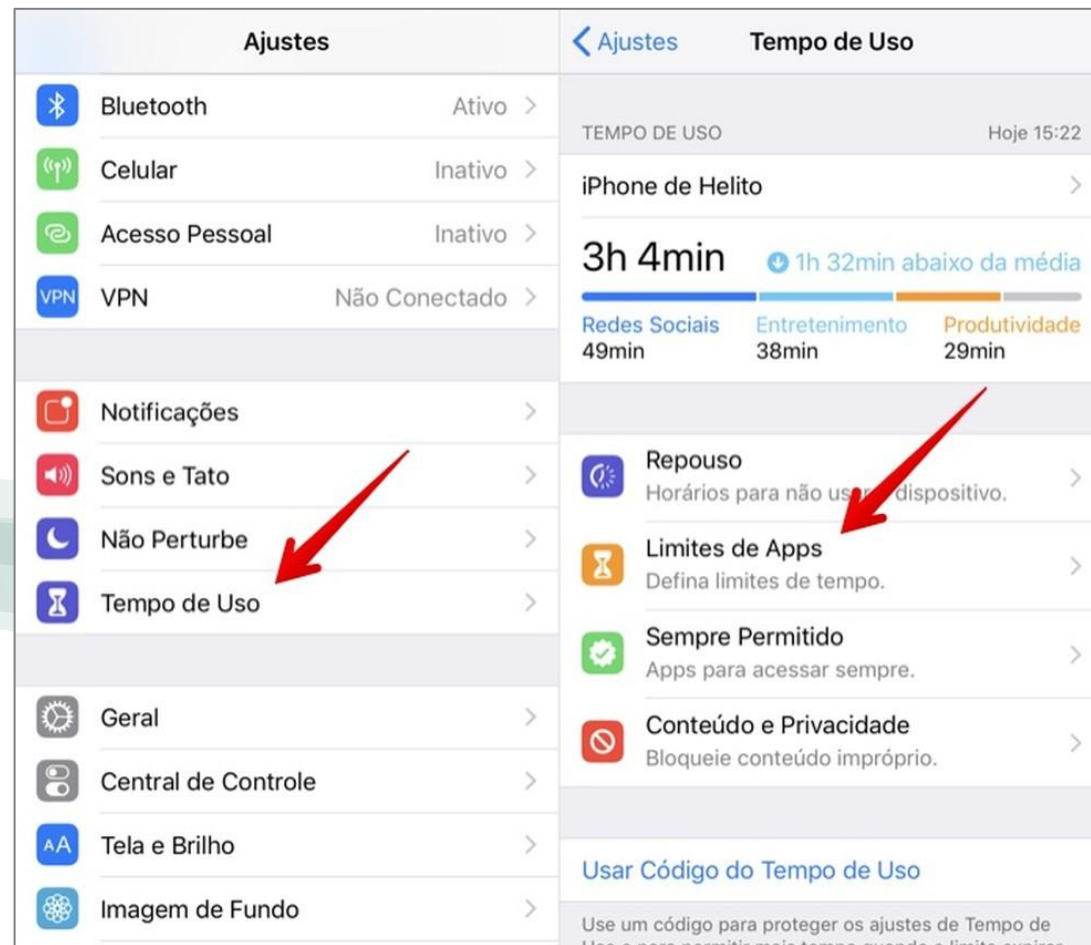 Ajustes
Bluetooth Ativo
Celular Inativo
Acesso Pessoal Inativo
VPN VPN Não Conectado
Notificações
Sons e Tato
Não Perturbe
Tempo de Uso
Geral
Central de Controle
AA Tela e Brilho
Imagem de Fundo
Ajustes Tempo de Uso
TEMPO DE USO Hoje 15:22
iPhone de Helito
3h 4min 1h 32min abaixo da média
Redes Sociais Entretenimento Produtividade
49min 38min 29min
Repouso
Horários para não dispositivo.
Limites de Apps
Defina limites de tempo.
Sempre Permitido
Apps para acessar sempre.
Conteúdo e Privacidade
Bloqueie conteúdo impróprio.
Usar Código do Tempo de Uso
Use um código para proteger os ajustes de Tempo de